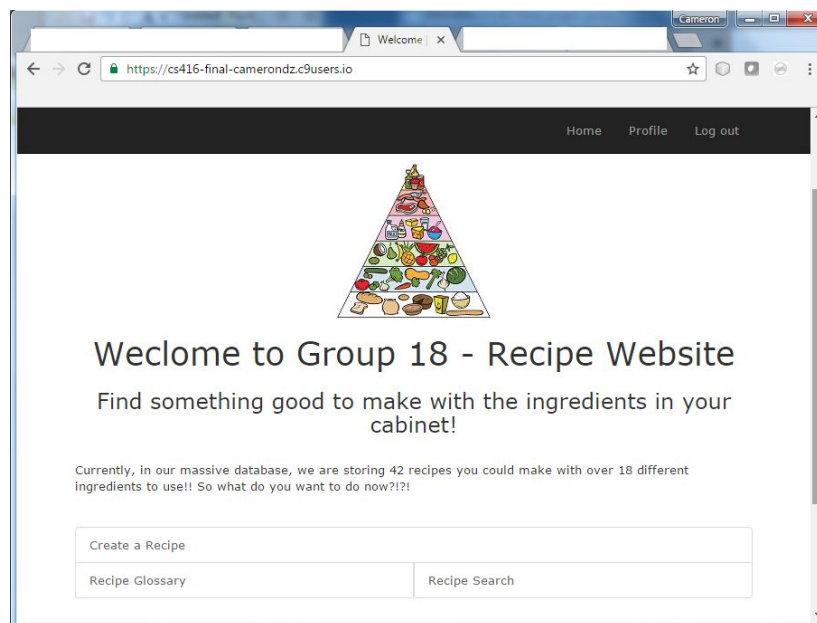 Cameron
Welcome |
https://cs416-final-camerondz.c9users.io
Home Profile Log out
Weclome to Group 18 - Recipe Website
Find something good to make with the ingredients in your
cabinet!
Currently, in our massive database, we are storing 42 recipes you could make with over 18 different
ingredients to use!! So what do you want to do now?!?!
Create a Recipe
Recipe Glossary Recipe Search